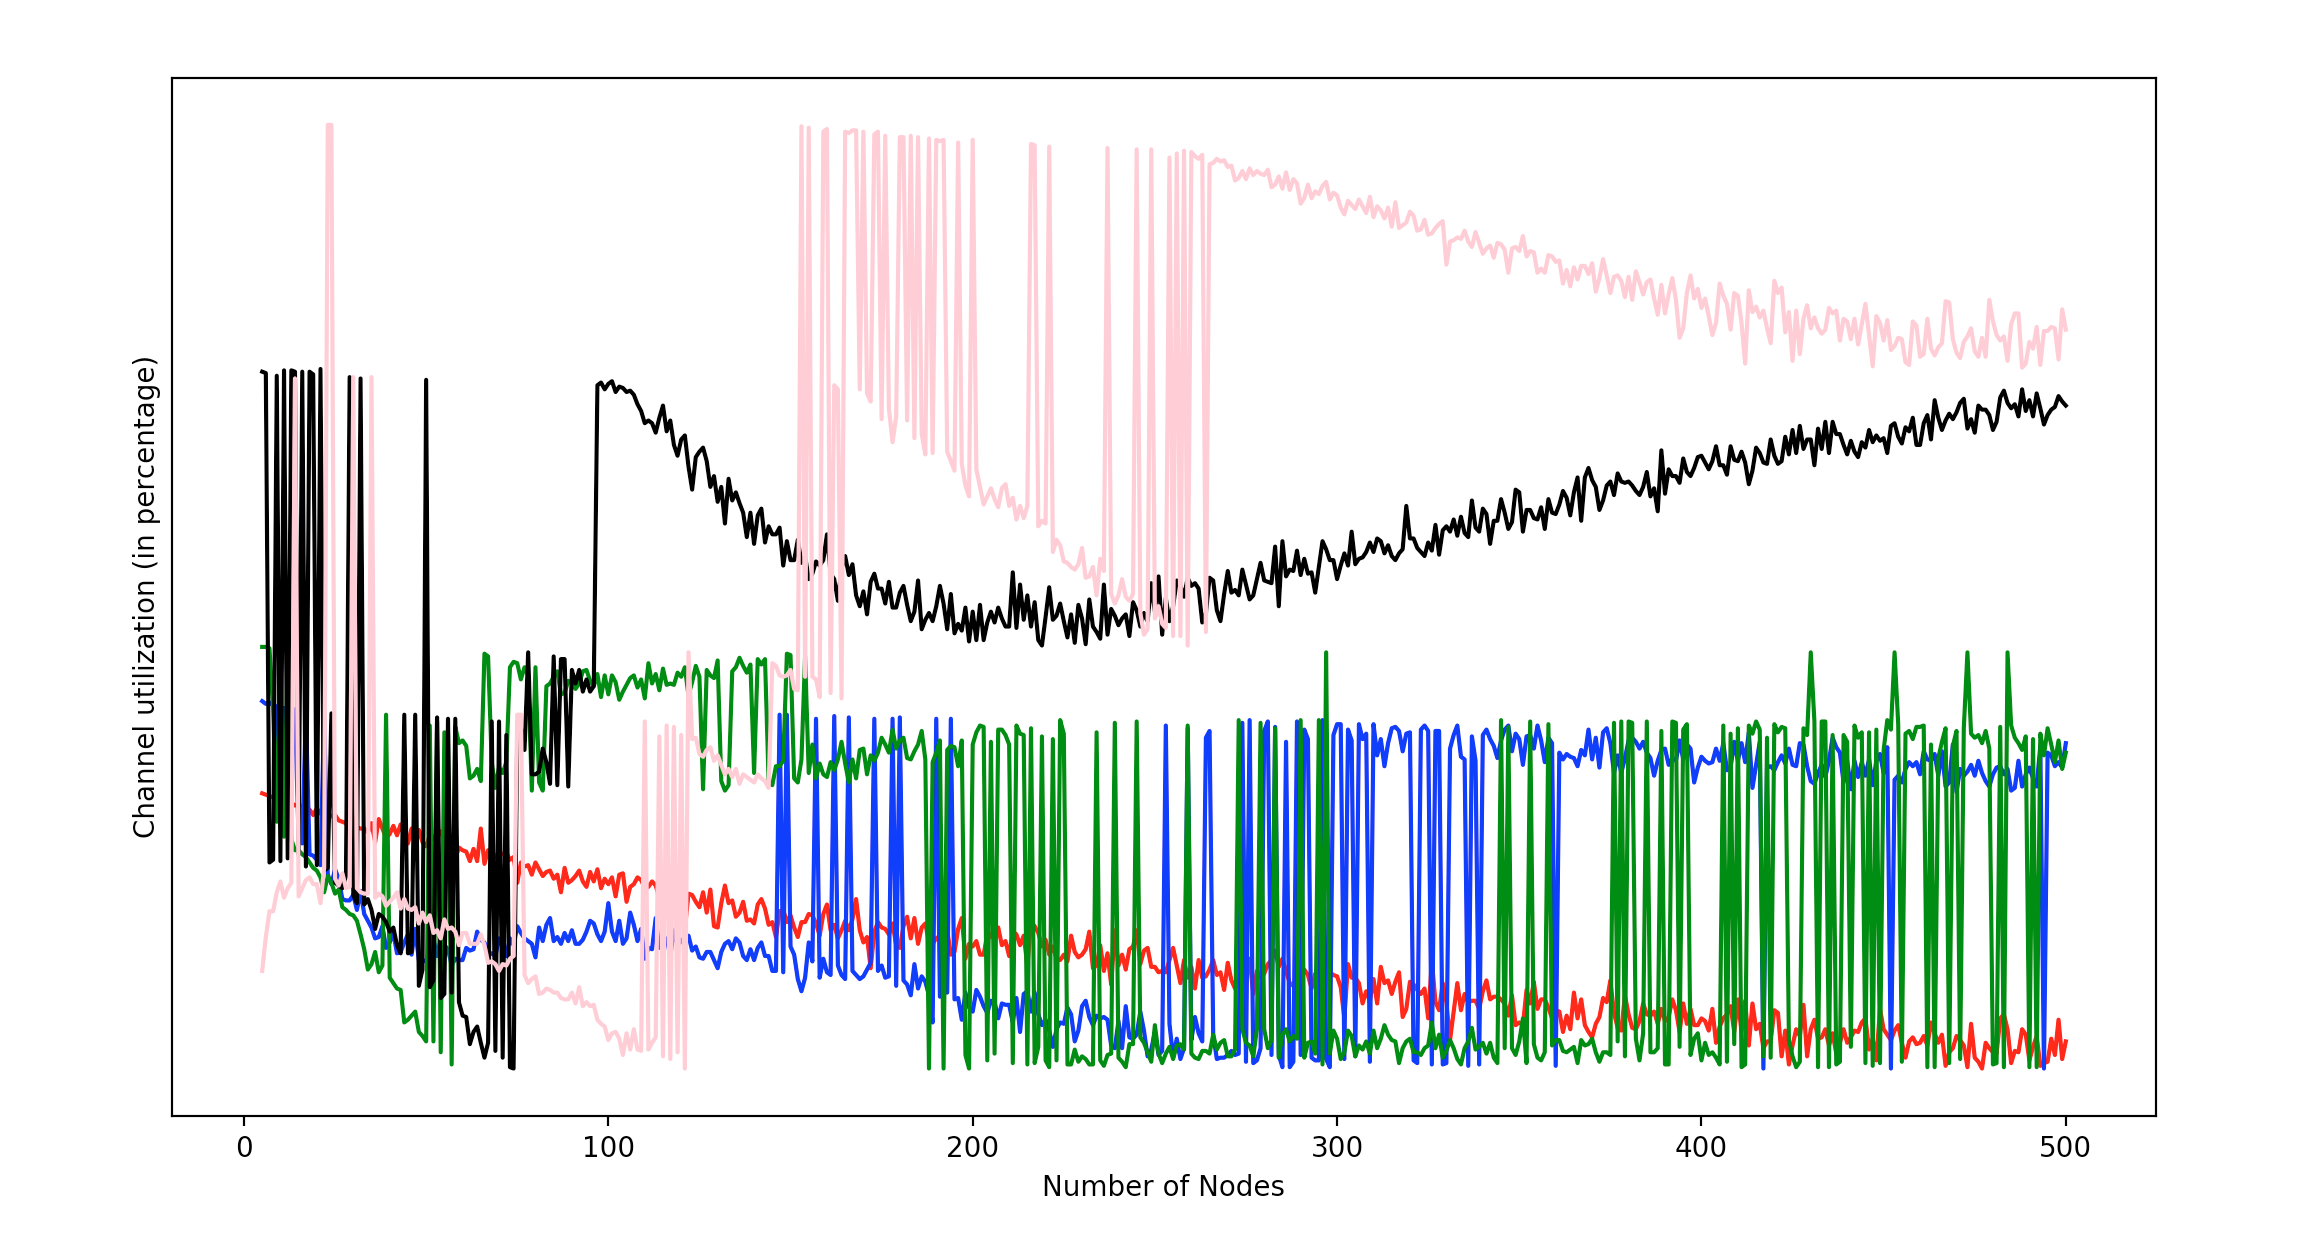 Channel utilization (in percentage)
0 100 200 300 400 500
Number of Nodes